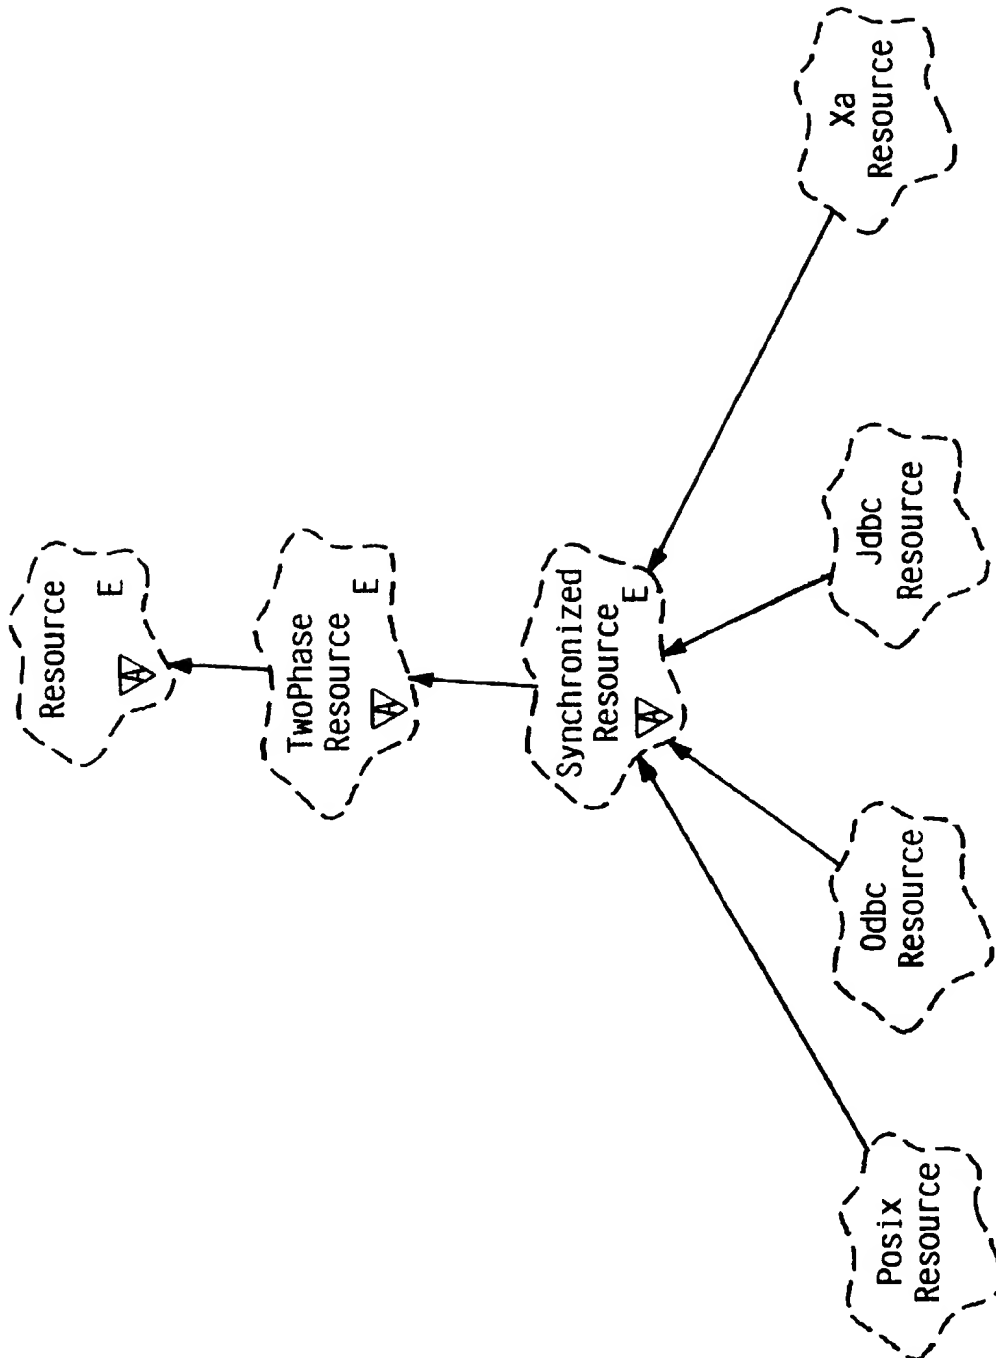 Resource
A
E
TwoPhase
Resource
A
E
Synchronized
Resource
A
E
Posix
Resource
Odbc
Resource
Jdbc
Resource
Xa
Resource